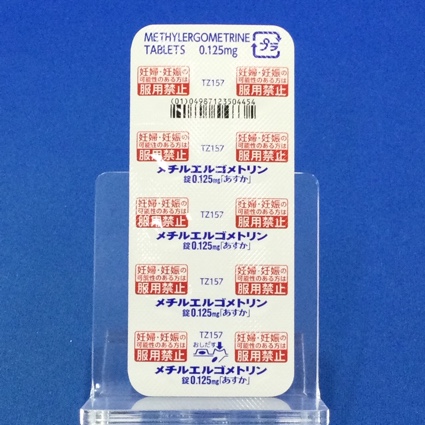 METHYLERGOMETRINE
TABLETS 0.125mg プラ
妊婦・妊娠の
可能性のある方は
服用禁止
TZ157
妊婦・妊娠の
可能性のある方は
服用禁止
(01)04987123504454
妊婦・妊娠の
可能性のある方は
服用禁止
TZ157
妊婦・妊娠の
可能性のある方は
服用禁止
メチルエルゴメトリン
錠0.125mg「あすか」
妊婦・妊娠の
可能性のある方は
服用禁止
TZ157
妊婦・妊娠の
可能性のある方は
服用禁止
メチルエルゴメトリン
錠0.125mg「あすか」
妊婦・妊娠の
可能性のある方は
服用禁止
TZ157
妊婦・妊娠の
可能性のある方は
服用禁止
メチルエルゴメトリン
錠0.125mg「あすか」
妊婦・妊娠の
可能性のある方は
服用禁止
TZ157
おしだす
妊婦・妊娠の
可能性のある方は
服用禁止
メチルエルゴメトリン
錠0.125mg「あすか」